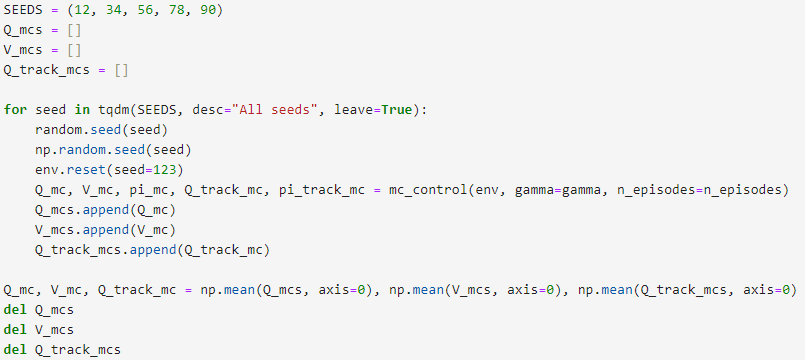 SEEDS = (12, 34, 56, 78, 90)
Q_mcs = []
V_mcs = []
Q_track_mcs = []

for seed in tqdm(SEEDS, desc="All seeds", leave=True):
    random.seed(seed)
    np.random.seed(seed)
    env.reset(seed=123)
    Q_mc, V_mc, pi_mc, Q_track_mc, pi_track_mc = mc_control(env, gamma=gamma, n_episodes=n_episodes)
    Q_mcs.append(Q_mc)
    V_mcs.append(V_mc)
    Q_track_mcs.append(Q_track_mc)

Q_mc, V_mc, Q_track_mc = np.mean(Q_mcs, axis=0), np.mean(V_mcs, axis=0), np.mean(Q_track_mcs, axis=0)
del Q_mcs
del V_mcs
del Q_track_mcs